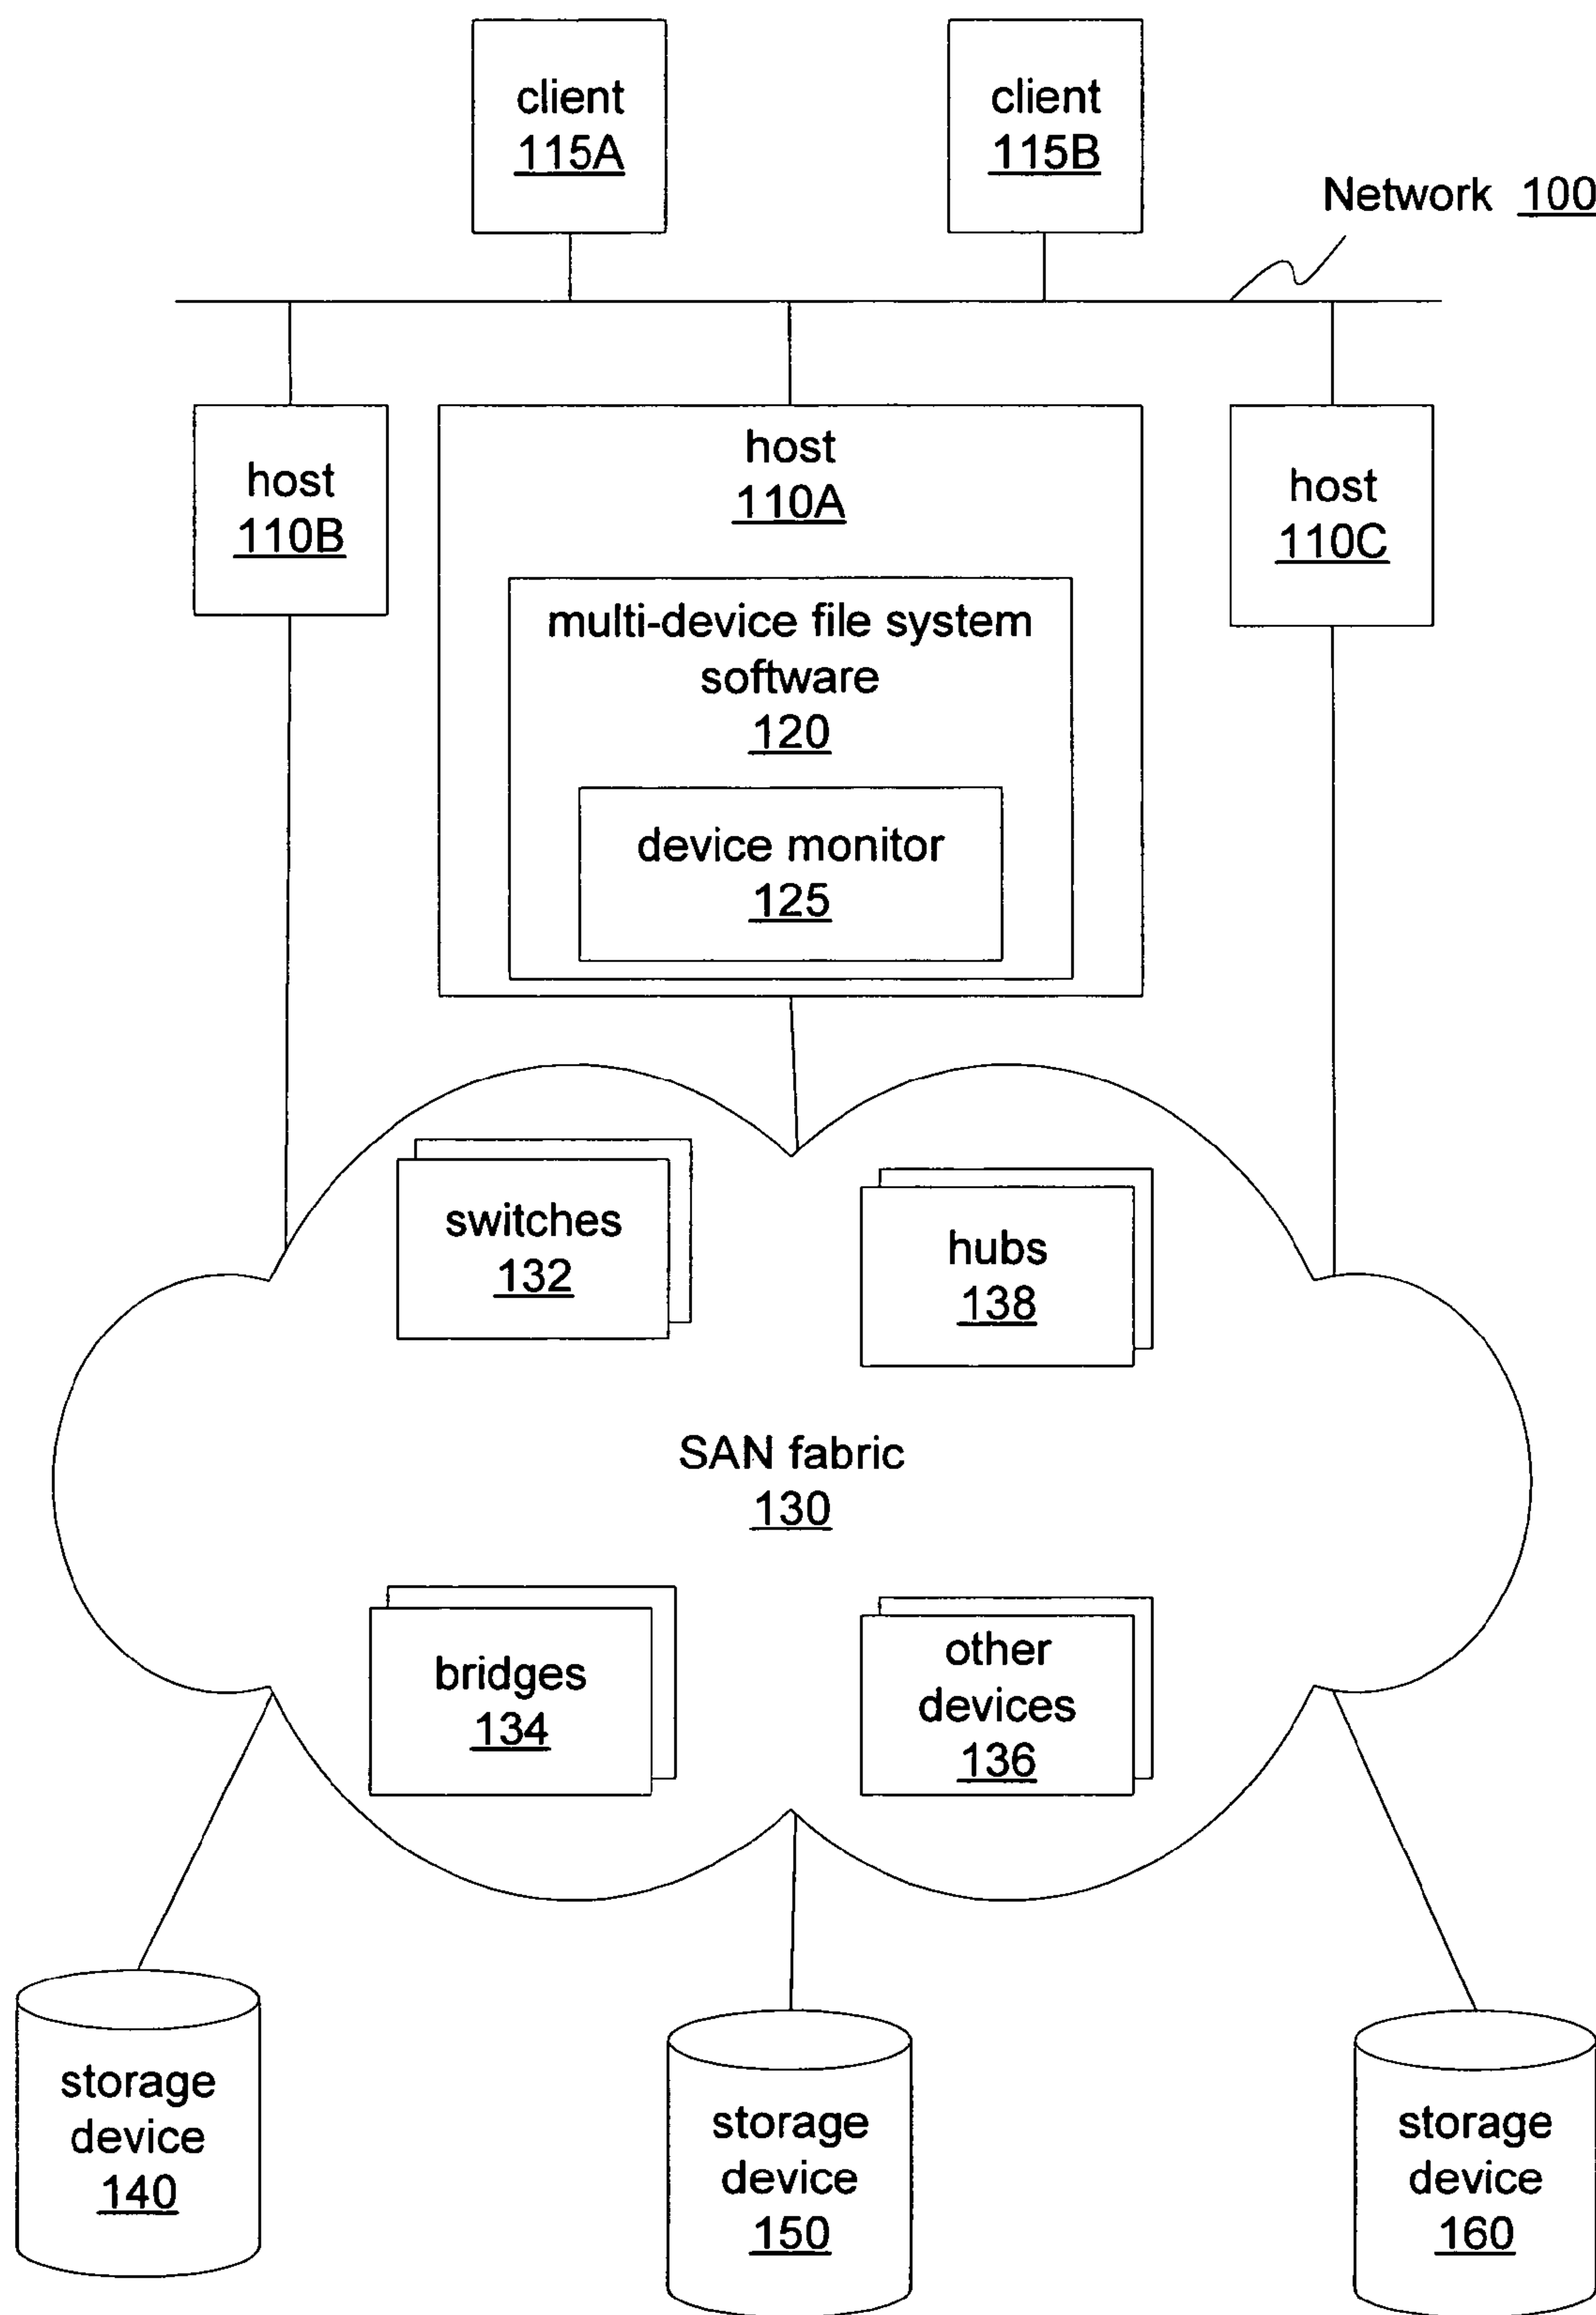 client
115A
client
115B
Network 100
host
110B
host
110A
host
110C
multi-device file system
software
120
device monitor
125
switches
132
hubs
138
SAN fabric
130
bridges
134
other
devices
136
storage
device
140
storage
device
150
storage
device
160